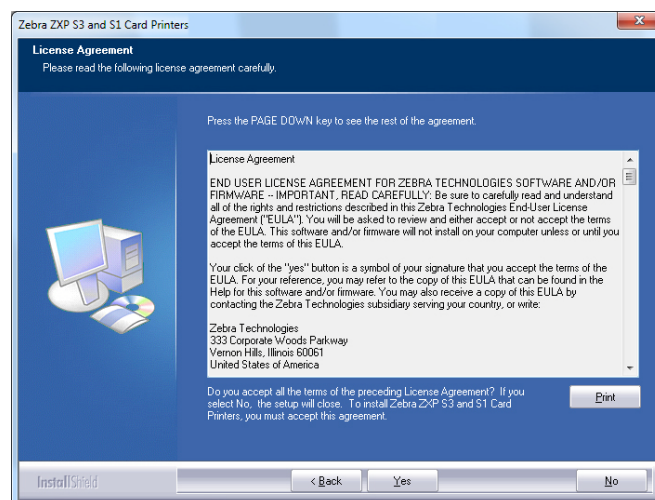 Zebra ZXP S3 and S1 Card Printers
License Agreement
Please read the following license agreement carefully.
Press the PAGE DOWN key to see the rest of the agreement.
License Agreement
END USER LICENSE AGREEMENT FOR ZEBRA TECHNOLOGIES SOFTWARE AND/OR
FIRMWARE -- IMPORTANT, READ CAREFULLY: Be sure to carefully read and understand
all of the rights and restrictions described in this Zebra Technologies End-User License
Agreement ("EULA"). You will be asked to review and either accept or not accept the terms
of the EULA. This software and/or firmware will not install on your computer unless or until you
accept the terms of this EULA.
Your click of the "yes" button is a symbol of your signature that you accept the terms of the
EULA. For your reference, you may refer to the copy of this EULA that can be found in the
Help for this software and/or firmware. You may also receive a copy of this EULA by
contacting the Zebra Technologies subsidiary serving your country, or write:
Zebra Technologies
333 Corporate Woods Parkway
Vernon Hills, Illinois 60061
United States of America
Do you accept all the terms of the preceding License Agreement? If you
select No, the setup will close. To install Zebra ZXP S3 and S1 Card
Printers, you must accept this agreement.
Print
InstallShield
< Back
Yes
No